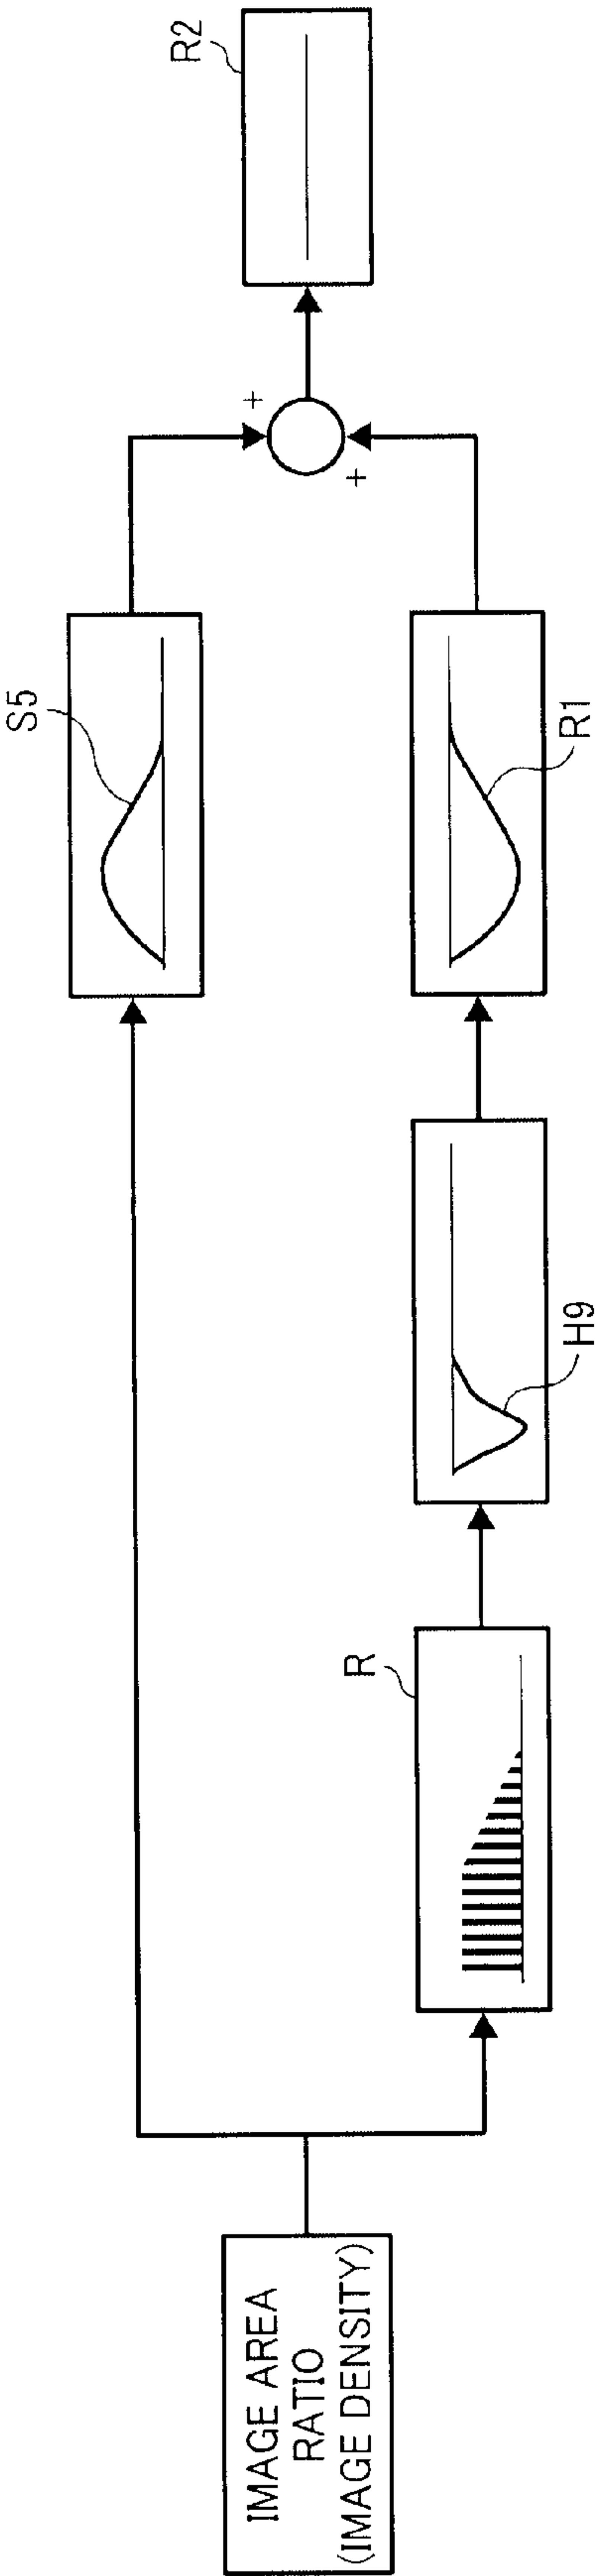 IMAGE AREA
RATIO
(IMAGE DENSITY)
S5
+
R2
+
R
H9
R1